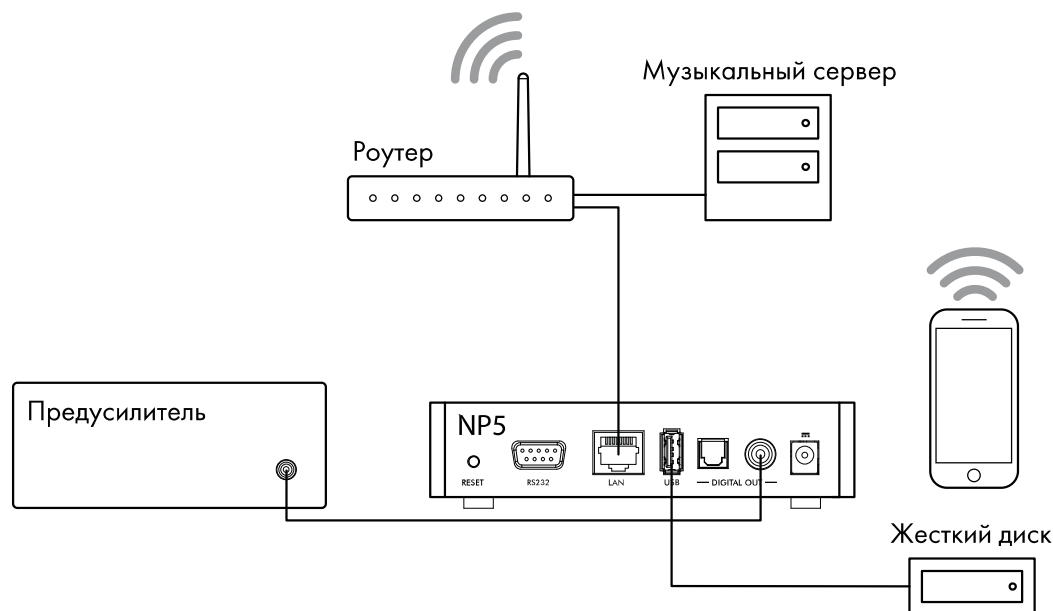 Музыкальный сервер
Роутер
Предусилитель
NP5
RESET
RS232
LAN
USB
DIGITAL OUT
Жесткий диск